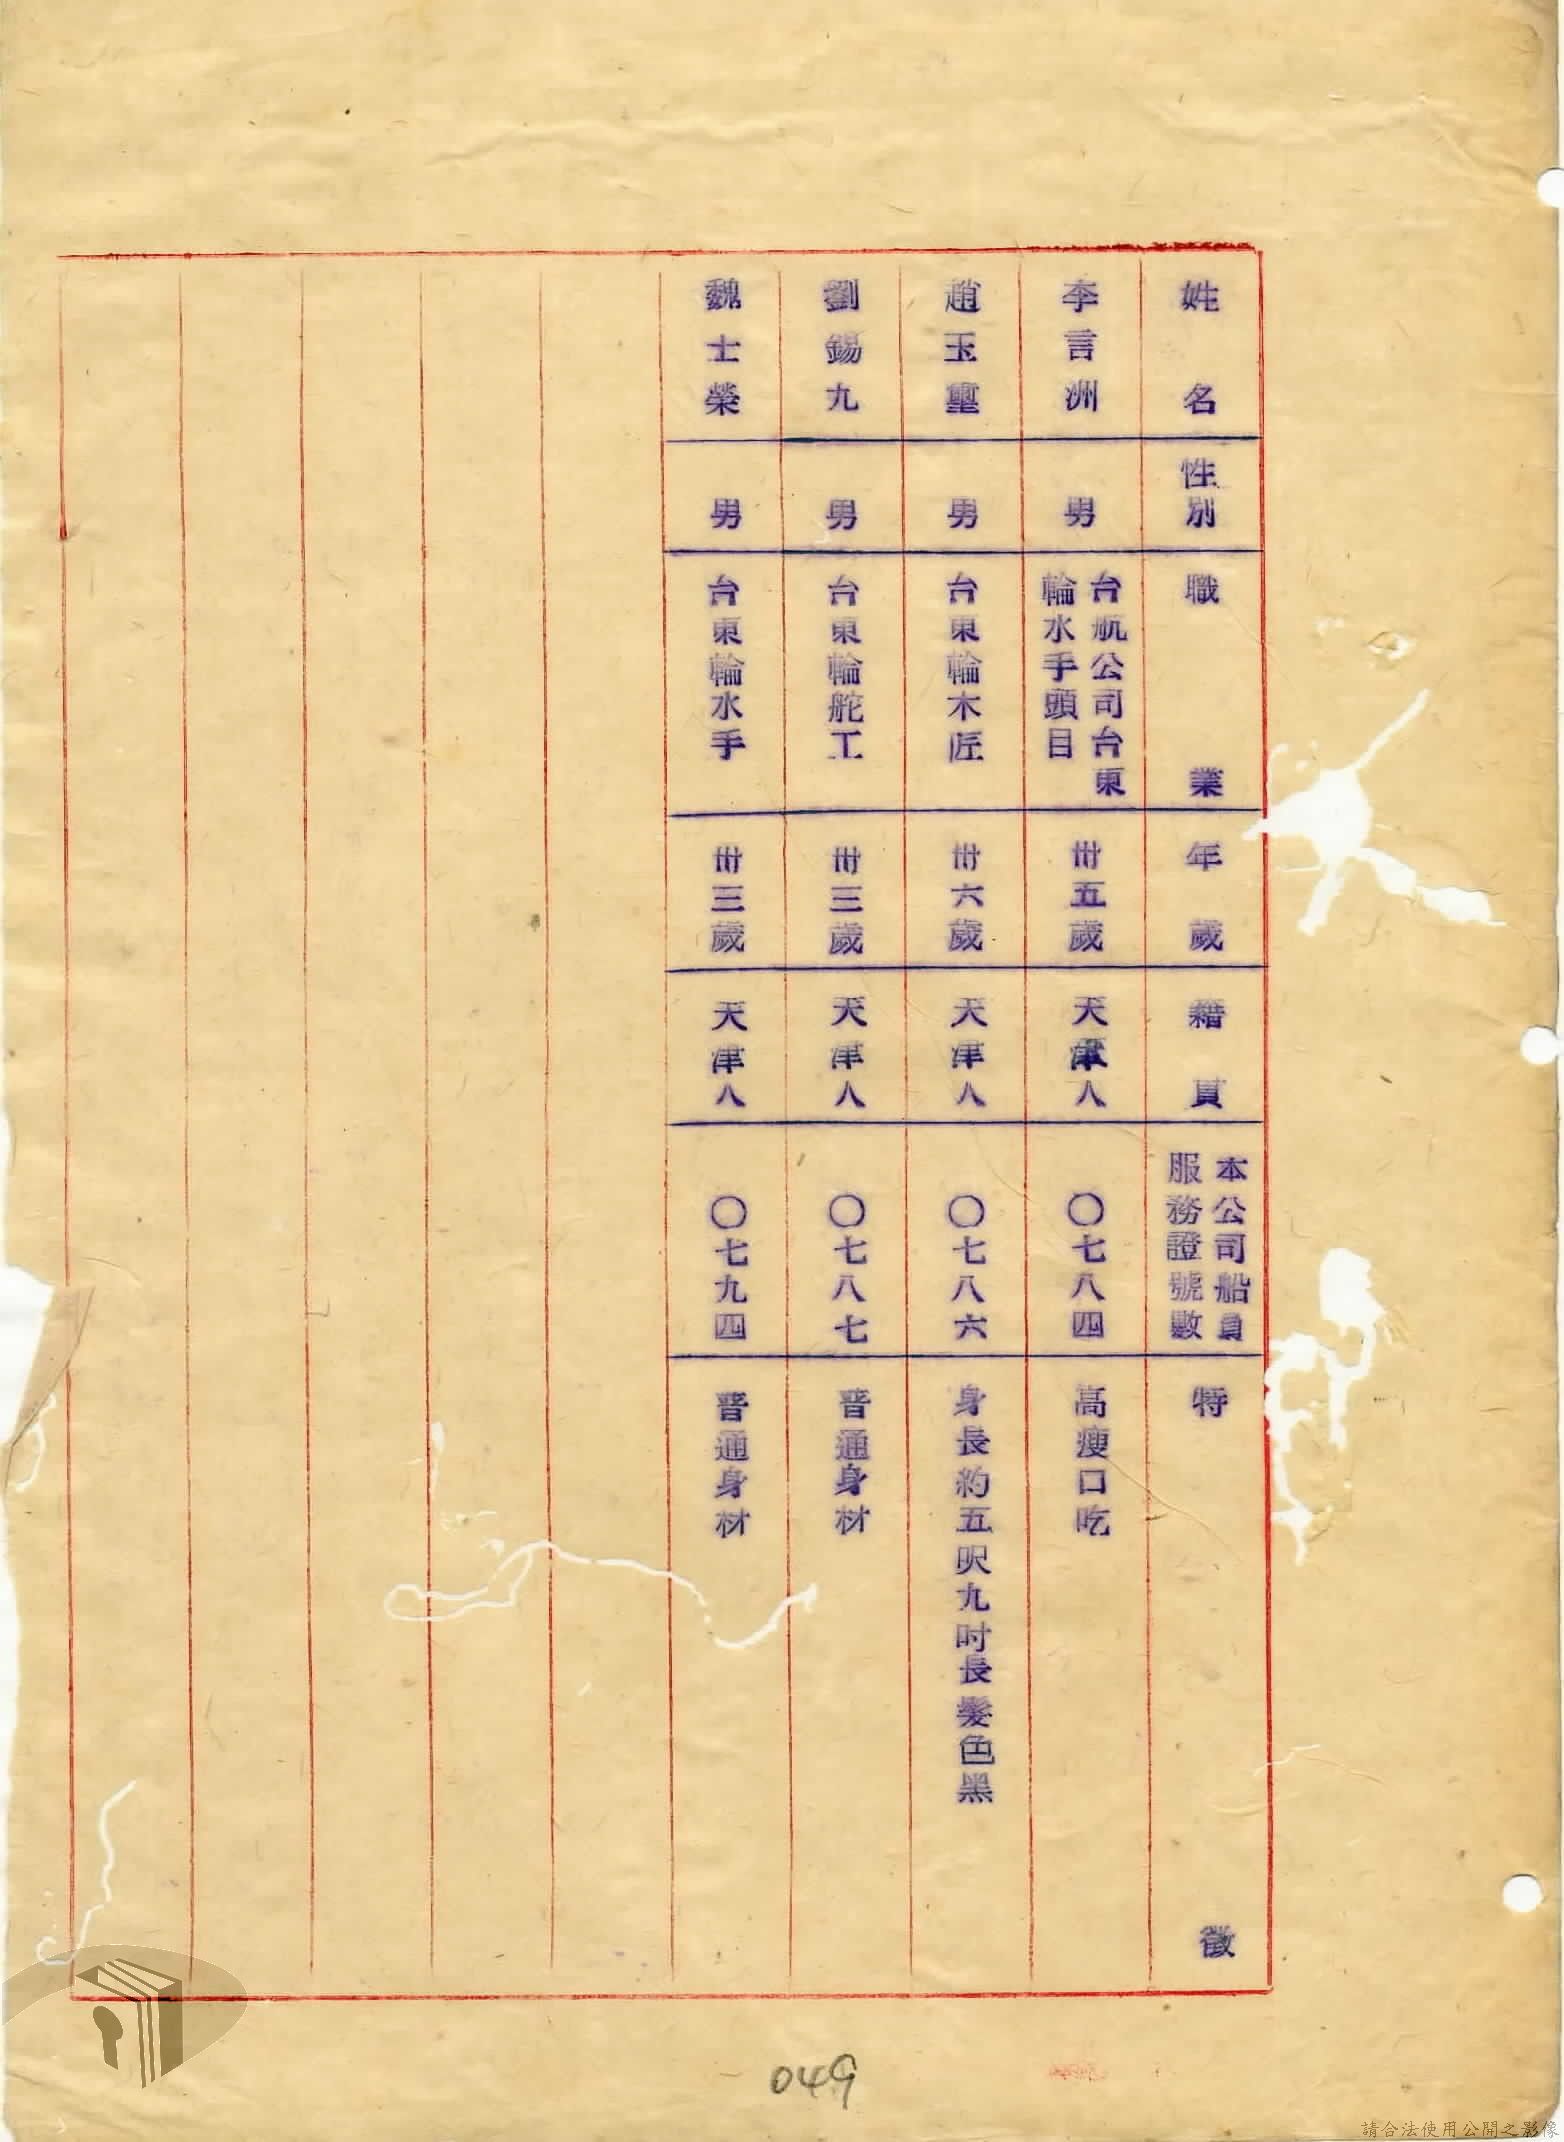 姓名 性別 職業 年歲 籍貫 本公司船員服務證號數 特徵
李言洲 男 台航公司台東輪水手頭目 卅五歲 天津人 〇七八四 高瘦口吃
趙玉璽 男 台東輪木匠 卅六歲 天津人 〇七八六 身長約五呎九吋長髮色黑
劉錫九 男 台東輪舵工 卅三歲 天津人 〇七八七 普通身材
魏士榮 男 台東輪水手 卅三歲 天津人 〇七九四 普通身材
049
請合法使用公開之影像